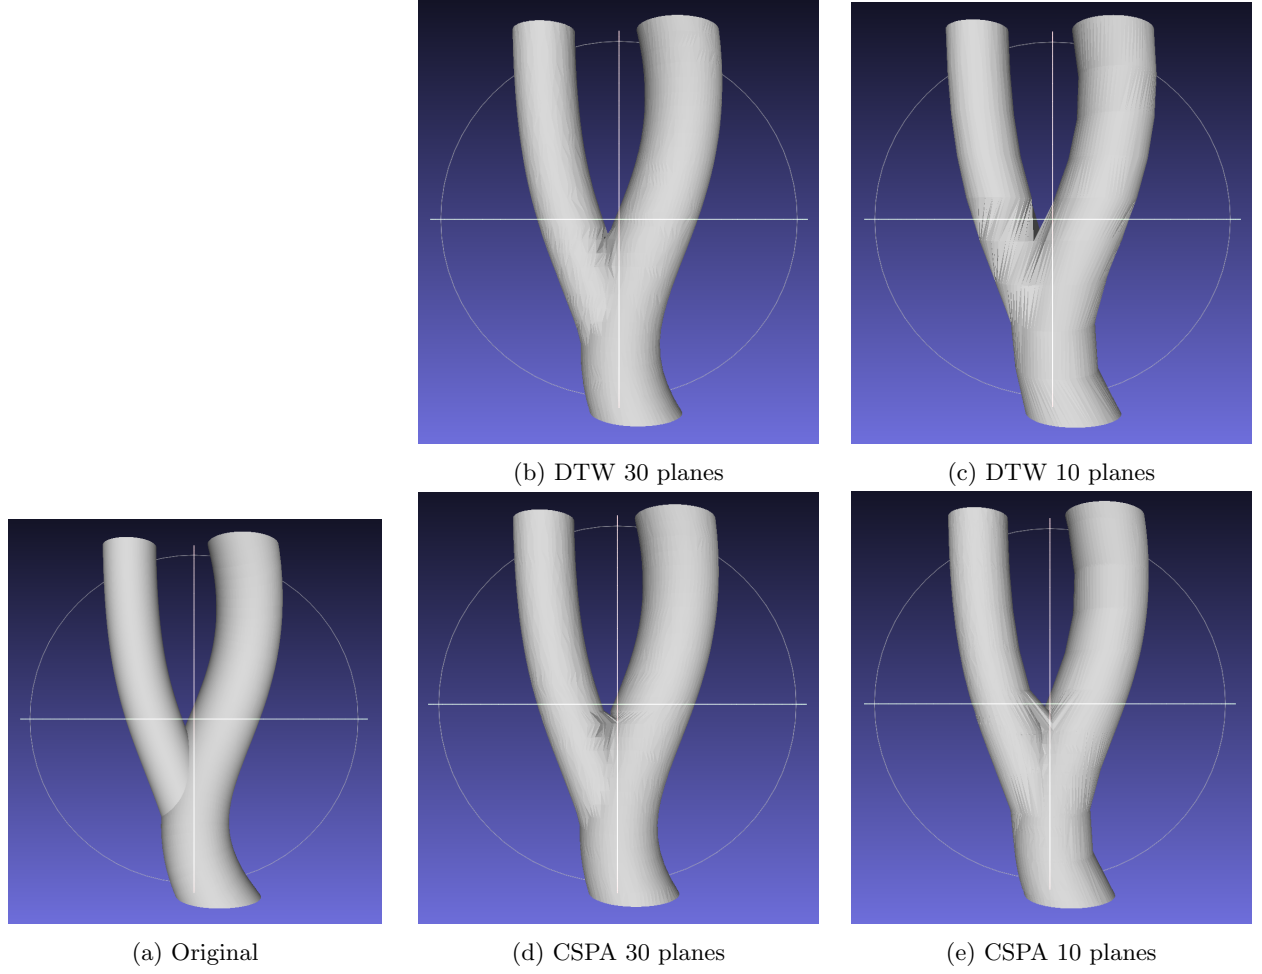 (b) DTW 30 planes
(c) DTW 10 planes
(a) Original
(d) CSPA 30 planes
(e) CSPA 10 planes